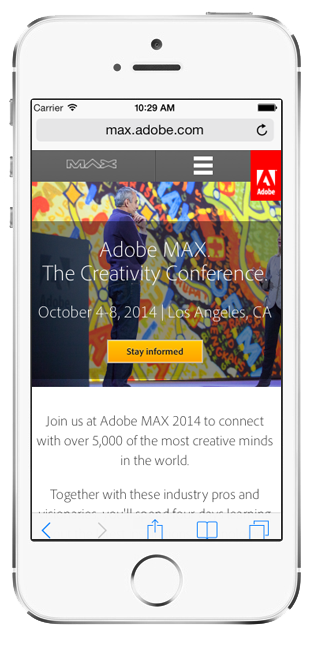 Carrier 10:29 AM
max.adobe.com
MAX
Adobe
Adobe MAX
The Creativity Conference
October 4-8, 2014 | Los Angeles, CA
Stay informed
Join us at Adobe MAX 2014 to connect
with over 5,000 of the most creative minds
in the world.
Together with these industry pros and
visionaries, you'll spend four days learning